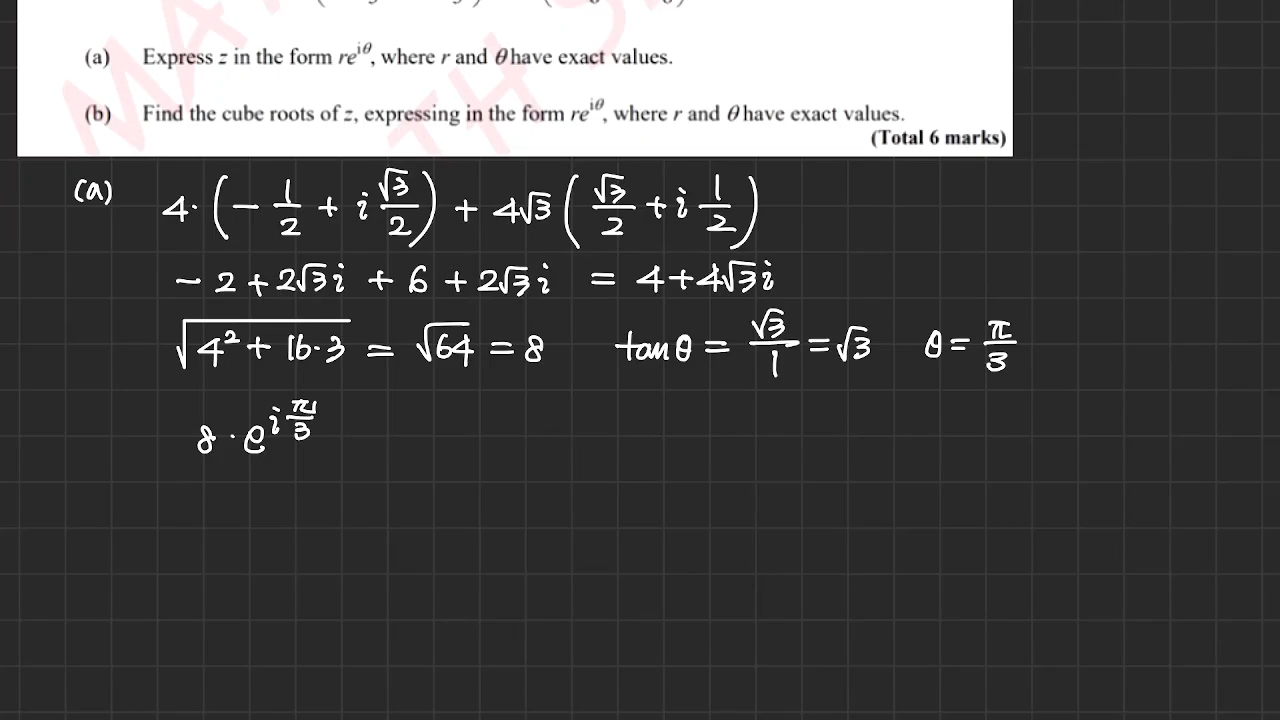 (a) Express z in the form re^{iθ}, where r and θ have exact values.
(b) Find the cube roots of z, expressing in the form re^{iθ}, where r and θ have exact values.
(Total 6 marks)
(a) 4·(-1/2 + i √3/2) + 4√3(√3/2 + i 1/2)
-2 + 2√3i + 6 + 2√3i = 4+4√3i
√(4² + 16·3) = √64 = 8 tanθ = √3/1 = √3 θ = π/3
8·e^{iπ/3}